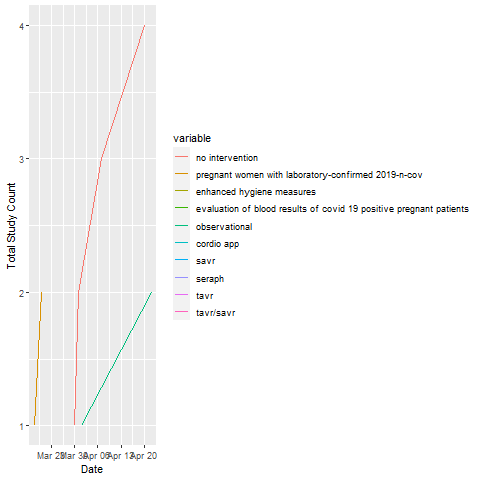 4
3
2
1
Total Study Count
Mar 23
Mar 30
Apr 06
Apr 13
Apr 20
Date
variable
no intervention
pregnant women with laboratory-confirmed 2019-n-cov
enhanced hygiene measures
evaluation of blood results of covid 19 positive pregnant patients
observational
cordio app
savr
seraph
tavr
tavr/savr